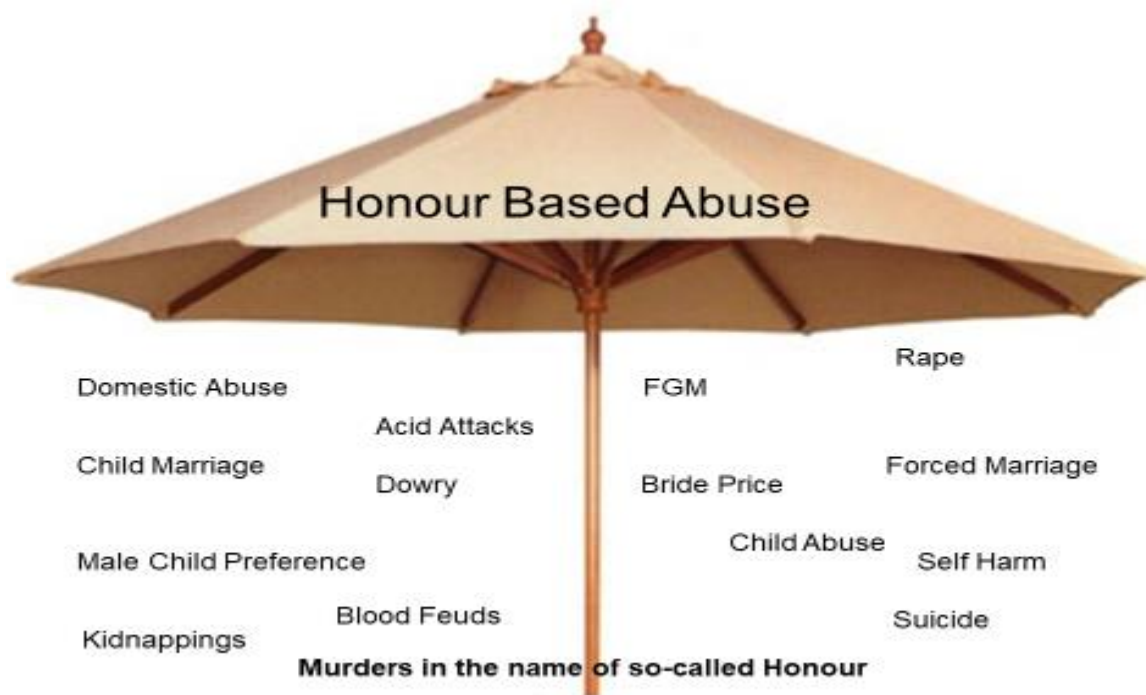 Honour Based Abuse
Rape
Domestic Abuse
FGM
Acid Attacks
Child Marriage
Forced Marriage
Dowry
Bride Price
Child Abuse
Male Child Preference
Self Harm
Blood Feuds
Suicide
Kidnappings
Murders in the name of so-called Honour